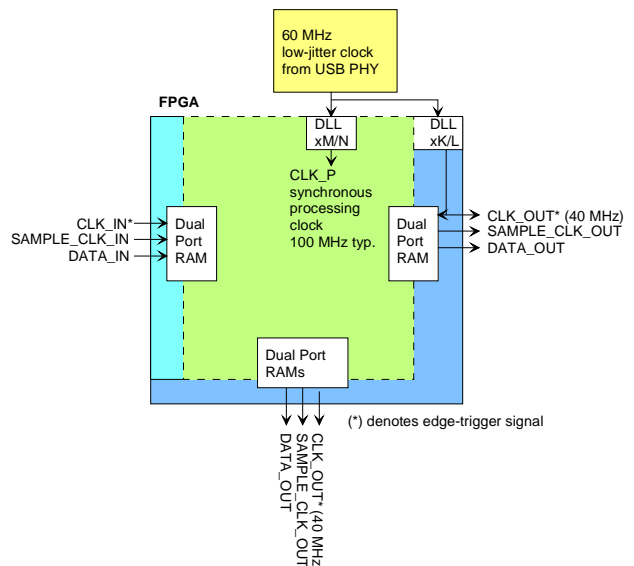 60 MHz
low-jitter clock
from USB PHY
FPGA
DLL
xM/N
DLL
xK/L
CLK_P
synchronous
processing
clock
100 MHz typ.
CLK_IN*
SAMPLE_CLK_IN
DATA_IN
Dual
Port
RAM
Dual
Port
RAM
CLK_OUT* (40 MHz)
SAMPLE_CLK_OUT
DATA_OUT
Dual Port
RAMs
(*) denotes edge-trigger signal
DATA_OUT
SAMPLE_CLK_OUT
CLK_OUT* (40 MHz